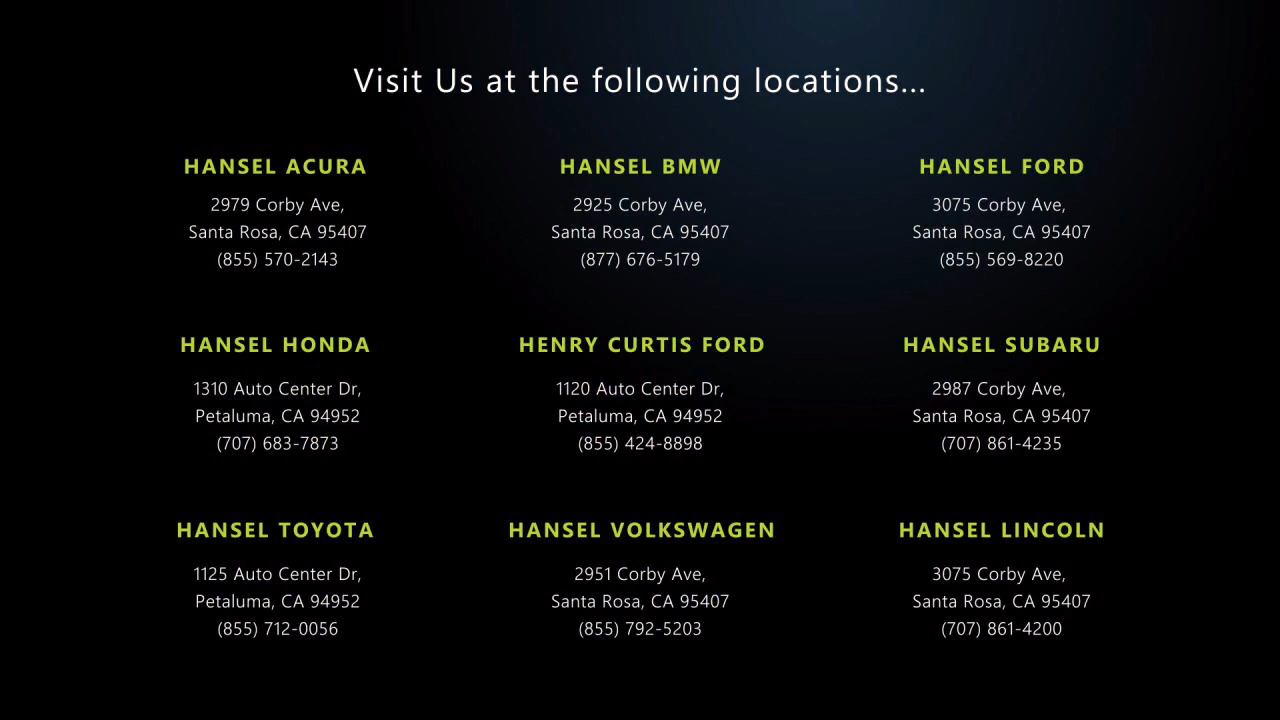 Visit Us at the following locations...
HANSEL ACURA
2979 Corby Ave,
Santa Rosa, CA 95407
(855) 570-2143
HANSEL BMW
2925 Corby Ave,
Santa Rosa, CA 95407
(877) 676-5179
HANSEL FORD
3075 Corby Ave,
Santa Rosa, CA 95407
(855) 569-8220
HANSEL HONDA
1310 Auto Center Dr,
Petaluma, CA 94952
(707) 683-7873
HENRY CURTIS FORD
1120 Auto Center Dr,
Petaluma, CA 94952
(855) 424-8898
HANSEL SUBARU
2987 Corby Ave,
Santa Rosa, CA 95407
(707) 861-4235
HANSEL TOYOTA
1125 Auto Center Dr,
Petaluma, CA 94952
(855) 712-0056
HANSEL VOLKSWAGEN
2951 Corby Ave,
Santa Rosa, CA 95407
(855) 792-5203
HANSEL LINCOLN
3075 Corby Ave,
Santa Rosa, CA 95407
(707) 861-4200